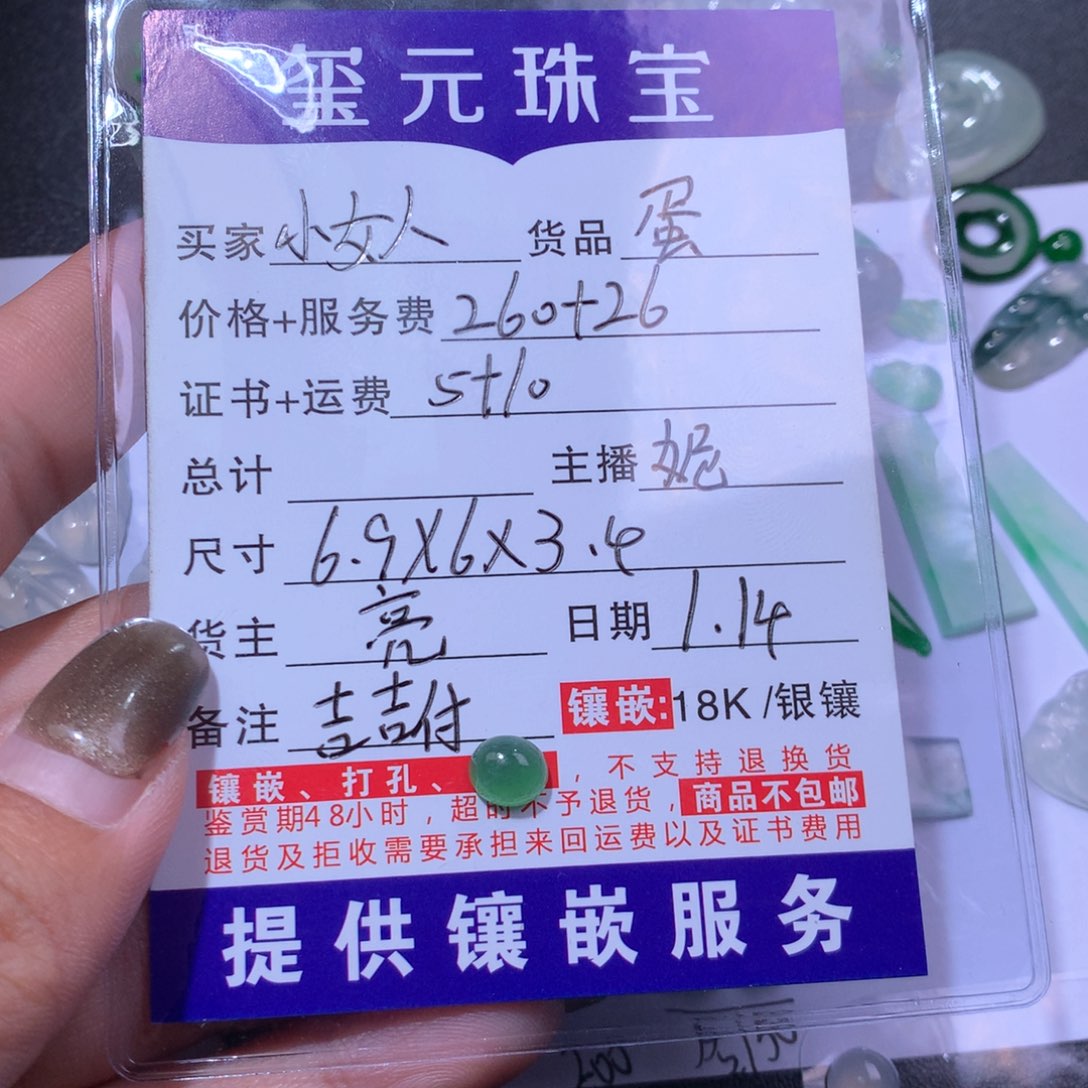 玺元珠宝
买家 小女人 货品 蛋
价格+服务费 260+26
证书+运费 5+10
总计 主播 妮
尺寸 6.9X6X3.4
货主 亮 日期 1.14
备注 吉吉付 镶嵌:18K/银镶
镶嵌、打孔、 ,不支持退换货
鉴赏期48小时,超时不予退货,商品不包邮
退货及拒收需要承担来回运费以及证书费用
提供镶嵌服务
200